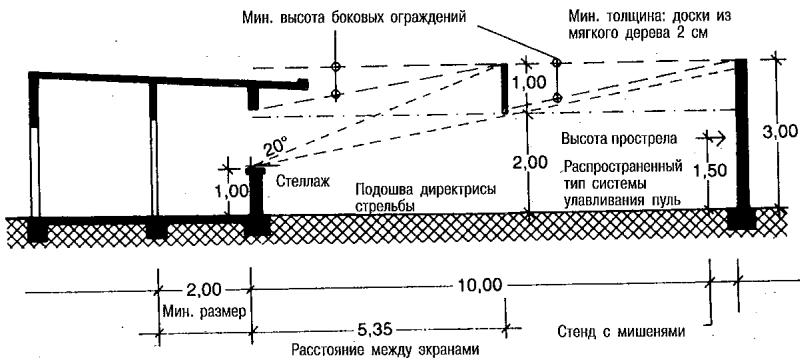 Мин. высота боковых ограждений
Мин. толщина: доски из
мягкого дерева 2 см
1,00
20°
Высота прострела
3,00
1,00
Стеллаж
2,00
Распространенный
тип системы
улавливания пуль
1,50
Подошва директрисы
стрельбы
2,00
10,00
Мин. размер
5,35
Стенд с мишенями
Расстояние между экранами